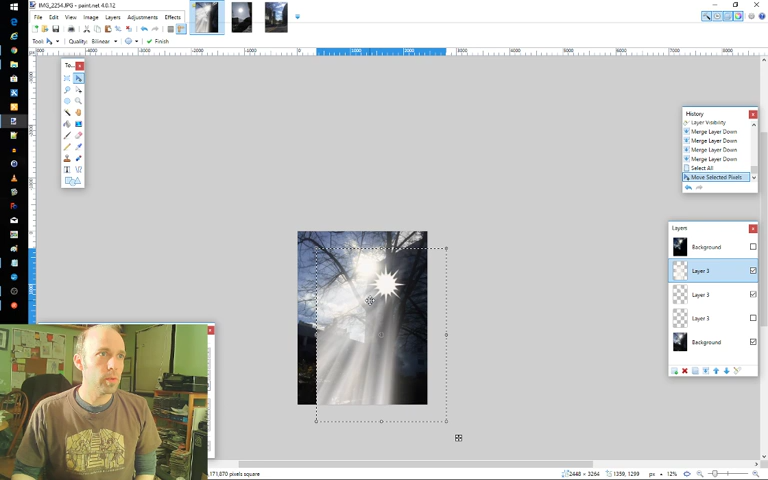 IMG_2254.JPG - paint.net 4.0.12
File Edit View Image Layers Adjustments Effects
Tool Quality: Bilinear Finish
To...
History
Layer Visibility
Merge Layer Down
Merge Layer Down
Merge Layer Down
Merge Layer Down
Select All
Move Selected Pixels
Layers
Background
Layer 3
Layer 3
Layer 3
Background
171,870 pixels square
2448 × 3264
1359, 1299
px
12%